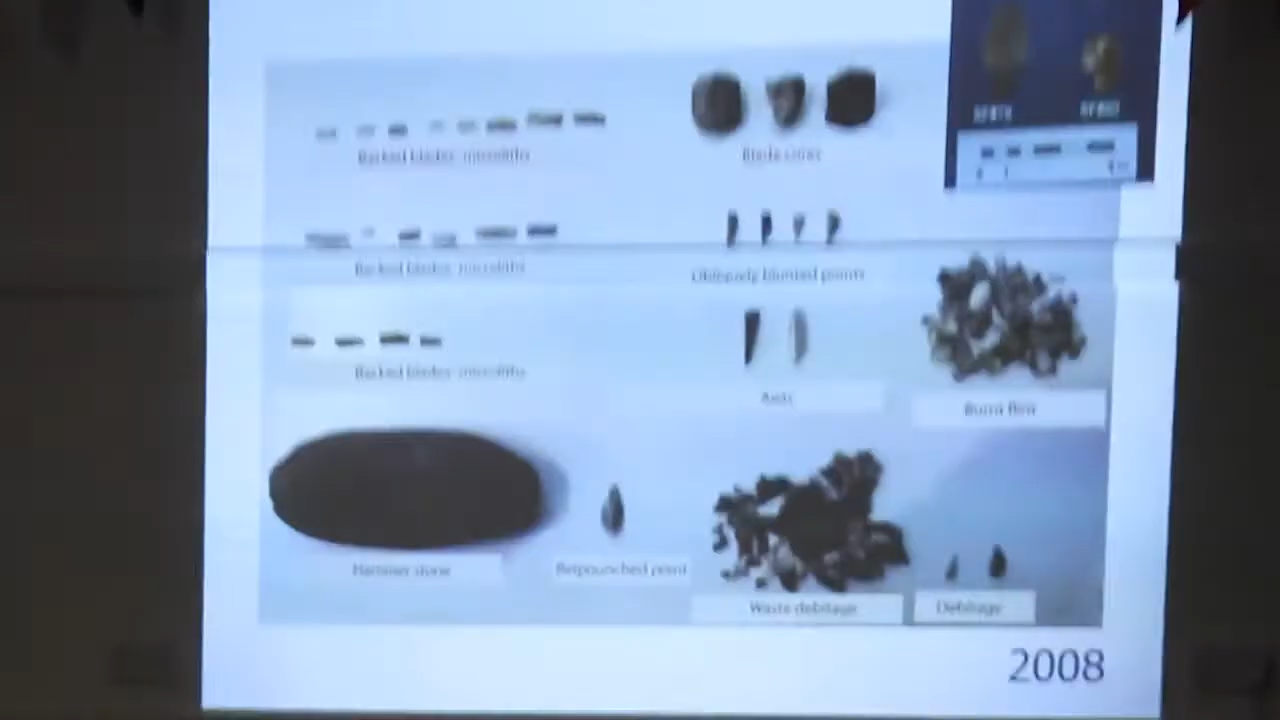 Backed blades: microliths
Blade cores
Backed blades: microliths
Obliquely blunted points
Backed blades: microliths
Awls
Burnt flint
Hammer stone
Retouched point
Waste debitage
Debitage
2008